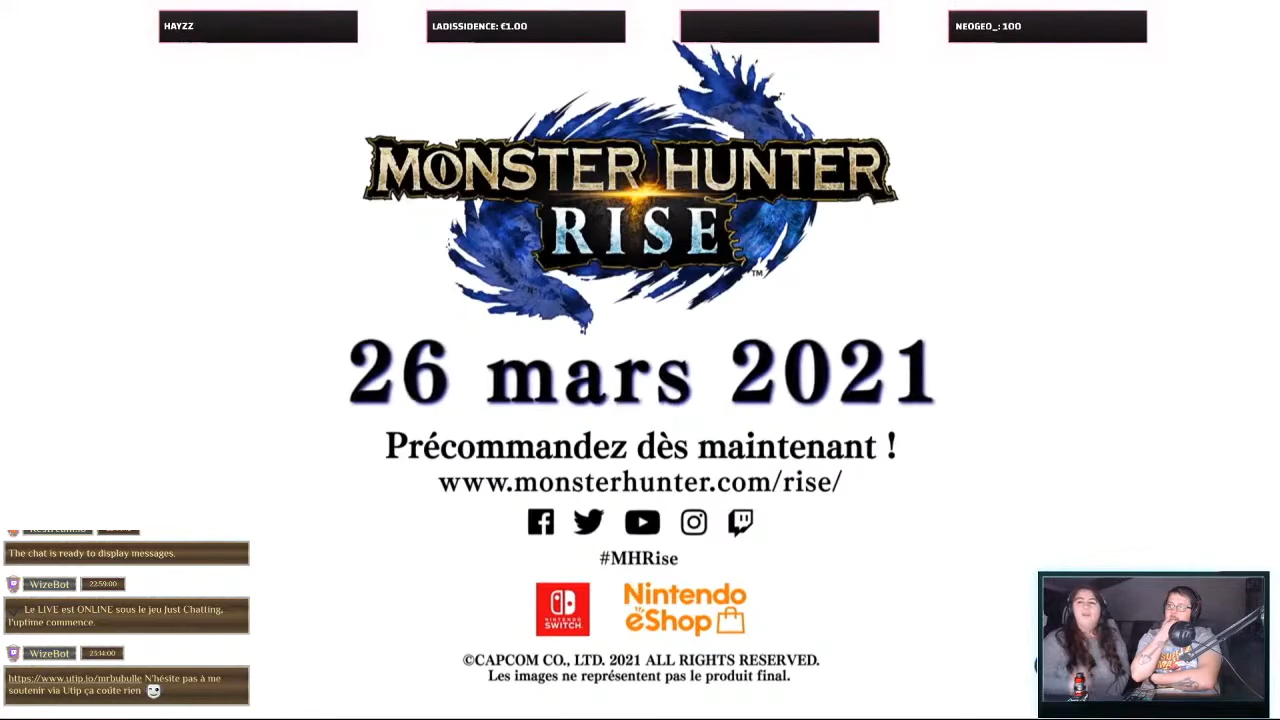 HAYZZ
LADISSIDENCE: €1.00
NEOGEO_: 100
MONSTER HUNTER
RISE
TM
26 mars 2021
Précommandez dès maintenant !
www.monsterhunter.com/rise/
#MHRise
NINTENDO
SWITCH
Nintendo
eShop
©CAPCOM CO., LTD. 2021 ALL RIGHTS RESERVED.
Les images ne représentent pas le produit final.
The chat is ready to display messages.
WizeBot 22:59:00
Le LIVE est ONLINE sous le jeu Just Chatting,
l'uptime commence.
WizeBot 23:14:00
https://www.utip.io/mrbubulle N'hésite pas à me
soutenir via Utip ça coûte rien